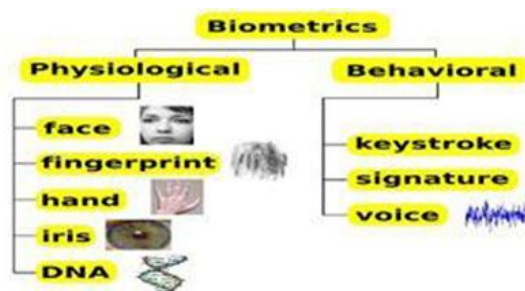 Biometrics
Physiological
face
fingerprint
hand
iris
DNA
Behavioral
keystroke
signature
voice